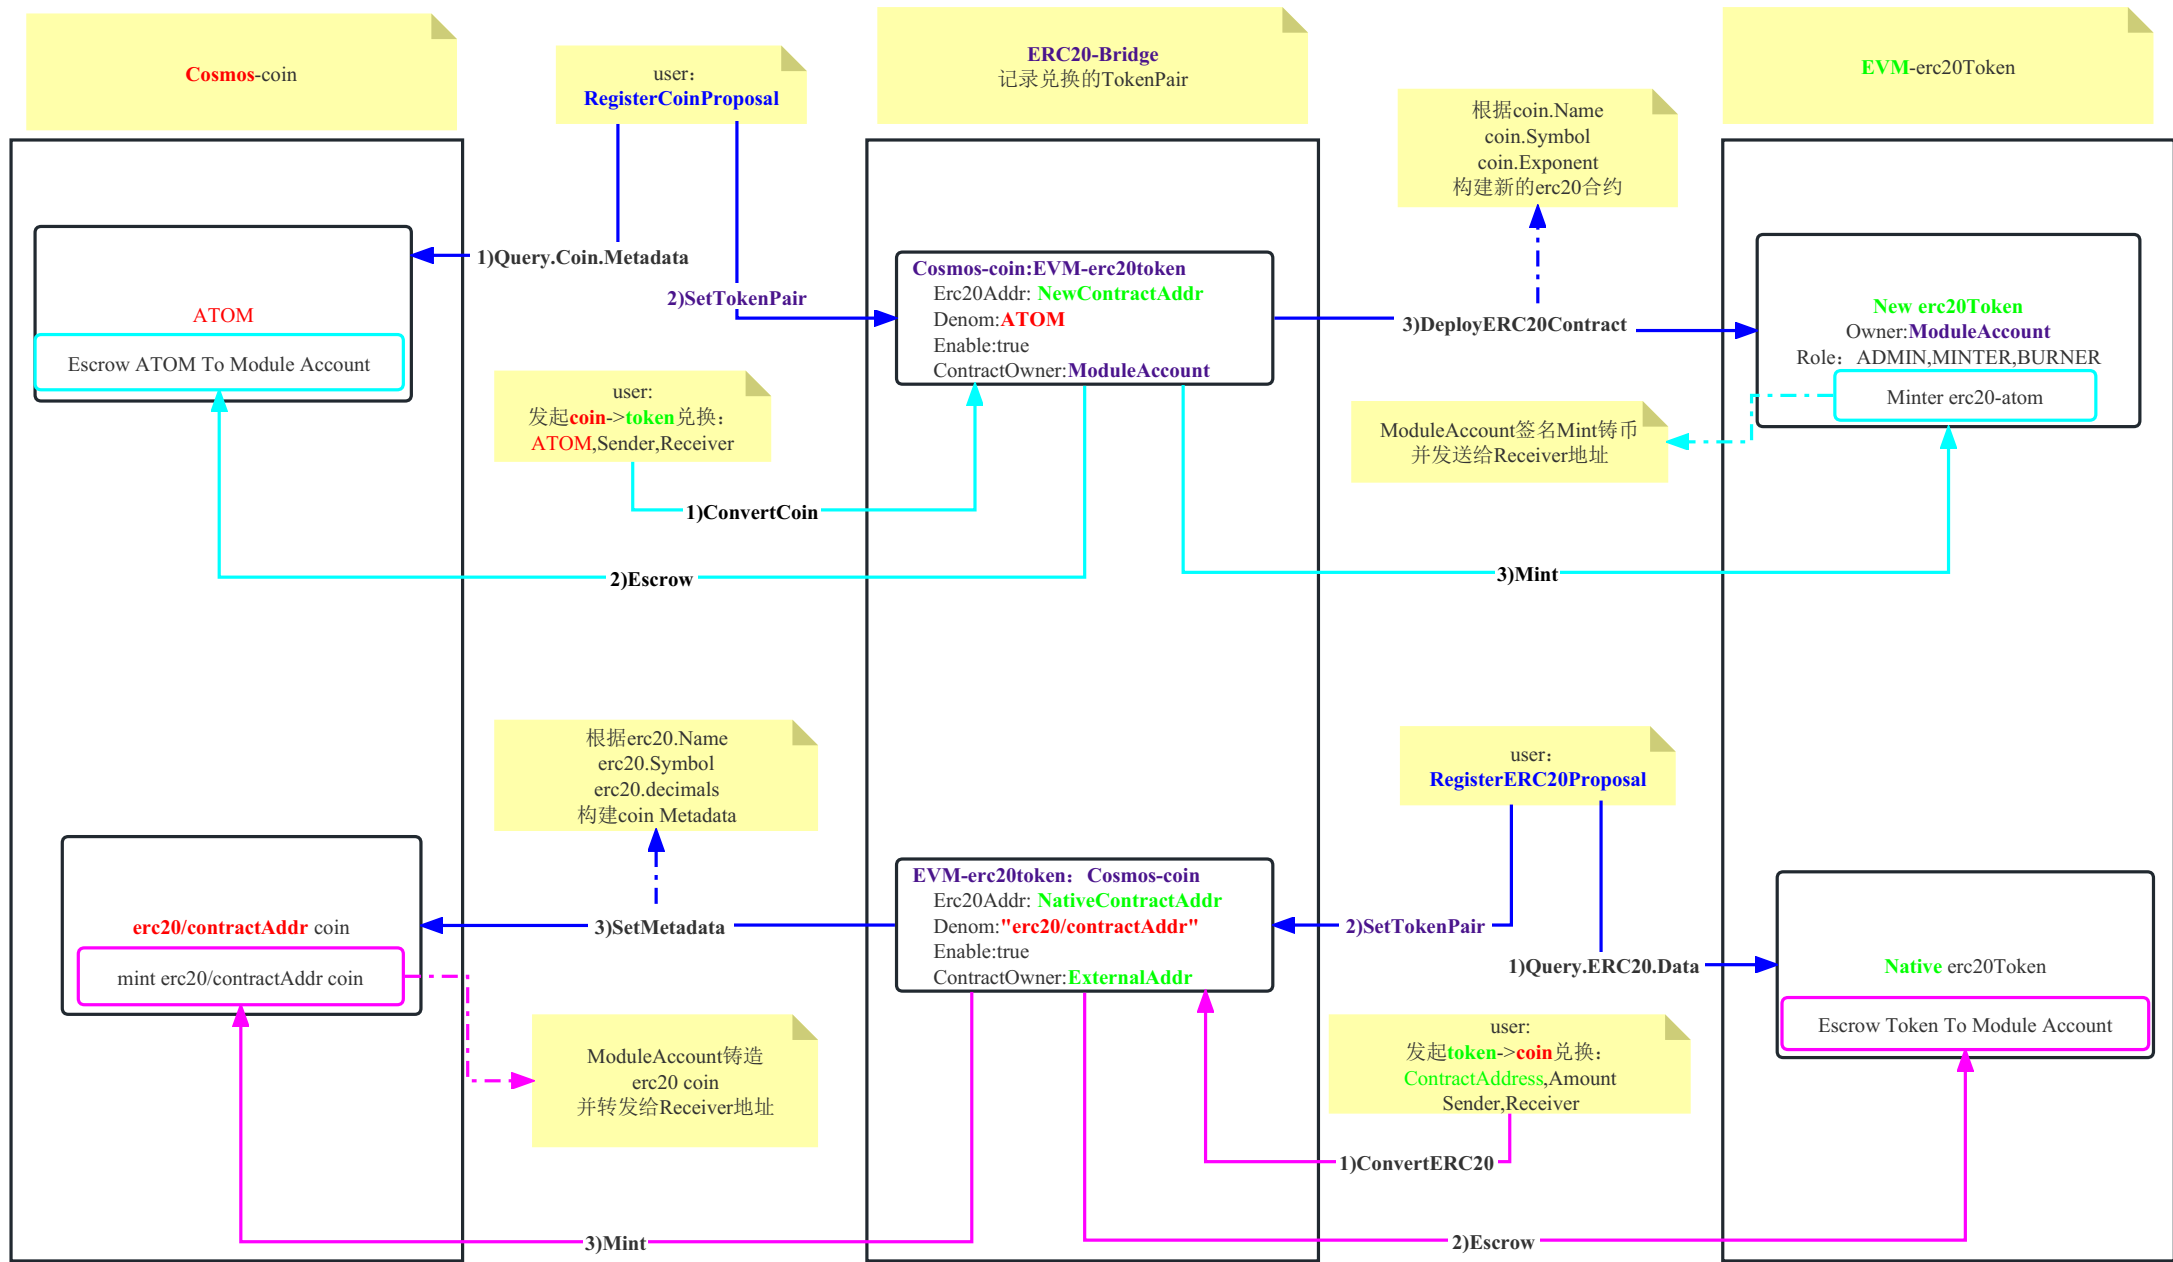 Cosmos-coin
user：
RegisterCoinProposal
ERC20-Bridge
记录兑换的TokenPair
根据coin.Name
coin.Symbol
coin.Exponent
构建新的erc20合约
EVM-erc20Token
1)Query.Coin.Metadata
2)SetTokenPair
ATOM
Escrow ATOM To Module Account
Cosmos-coin:EVM-erc20token
Erc20Addr: NewContractAddr
Denom:ATOM
Enable:true
ContractOwner:ModuleAccount
3)DeployERC20Contract
New erc20Token
Owner:ModuleAccount
Role：ADMIN,MINTER,BURNER
Minter erc20-atom
user:
发起coin->token兑换：
ATOM,Sender,Receiver
ModuleAccount签名Mint铸币
并发送给Receiver地址
1)ConvertCoin
2)Escrow
3)Mint
根据erc20.Name
erc20.Symbol
erc20.decimals
构建coin Metadata
user：
RegisterERC20Proposal
erc20/contractAddr coin
mint erc20/contractAddr coin
3)SetMetadata
EVM-erc20token：Cosmos-coin
Erc20Addr: NativeContractAddr
Denom:"erc20/contractAddr"
Enable:true
ContractOwner:ExternalAddr
2)SetTokenPair
1)Query.ERC20.Data
Native erc20Token
Escrow Token To Module Account
ModuleAccount铸造
erc20 coin
并转发给Receiver地址
user:
发起token->coin兑换：
ContractAddress,Amount
Sender,Receiver
1)ConvertERC20
3)Mint
2)Escrow